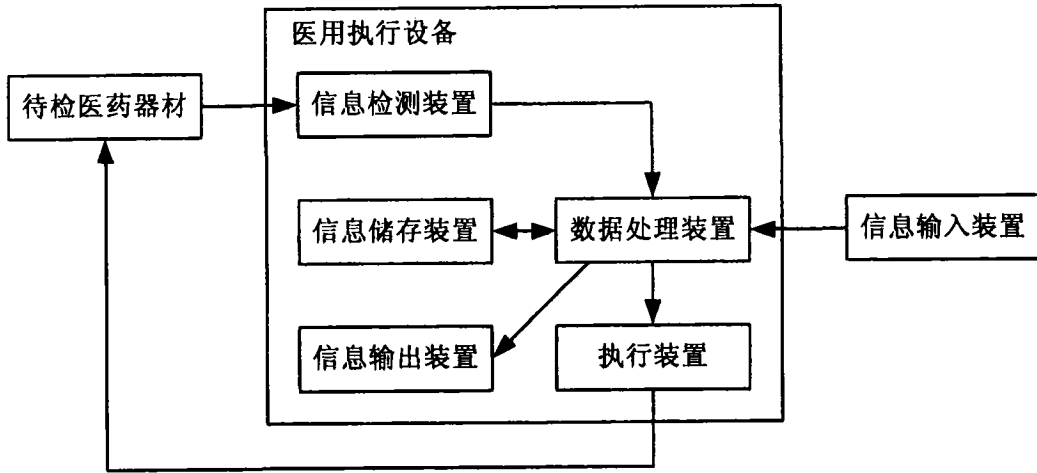 医用执行设备
待检医药器材
信息检测装置
信息储存装置
数据处理装置
信息输入装置
信息输出装置
执行装置